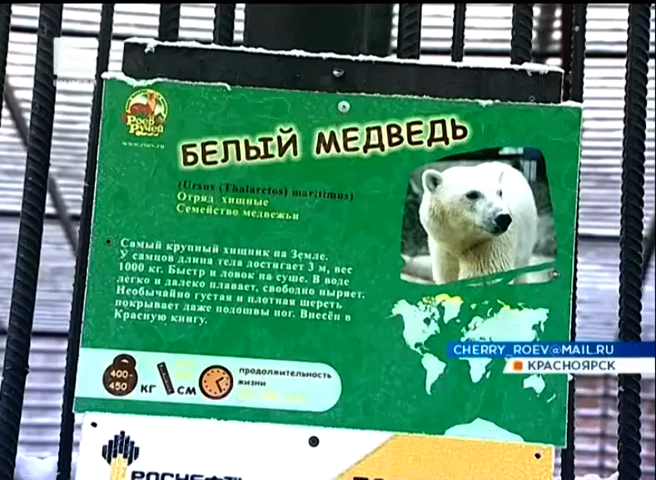 Роев
Ручей
www.roev.ru
БЕЛЫЙ МЕДВЕДЬ
(Ursus (Thalarctos) maritimus)
Отряд хищные
Семейство медвежьи
Самый крупный хищник на Земле.
У самцов длина тела достигает 3 м, вес
1000 кг. Быстр и ловок на суше. В воде
легко и далеко плавает, свободно ныряет.
Необычайно густая и плотная шерсть
покрывает даже подошвы ног. Внесён в
Красную книгу.
400-
450
КГ
СМ
продолжительность
жизни
CHERRY_ROEV@MAIL.RU
КРАСНОЯРСК
РОСНЕФТЬ